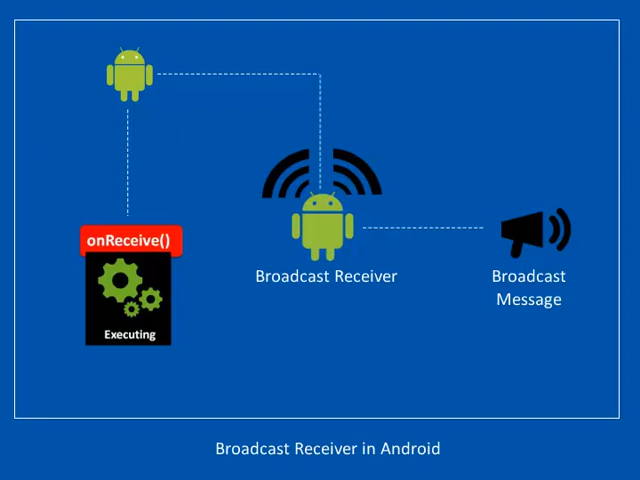 onReceive()
Executing
Broadcast Receiver
Broadcast
Message
Broadcast Receiver in Android